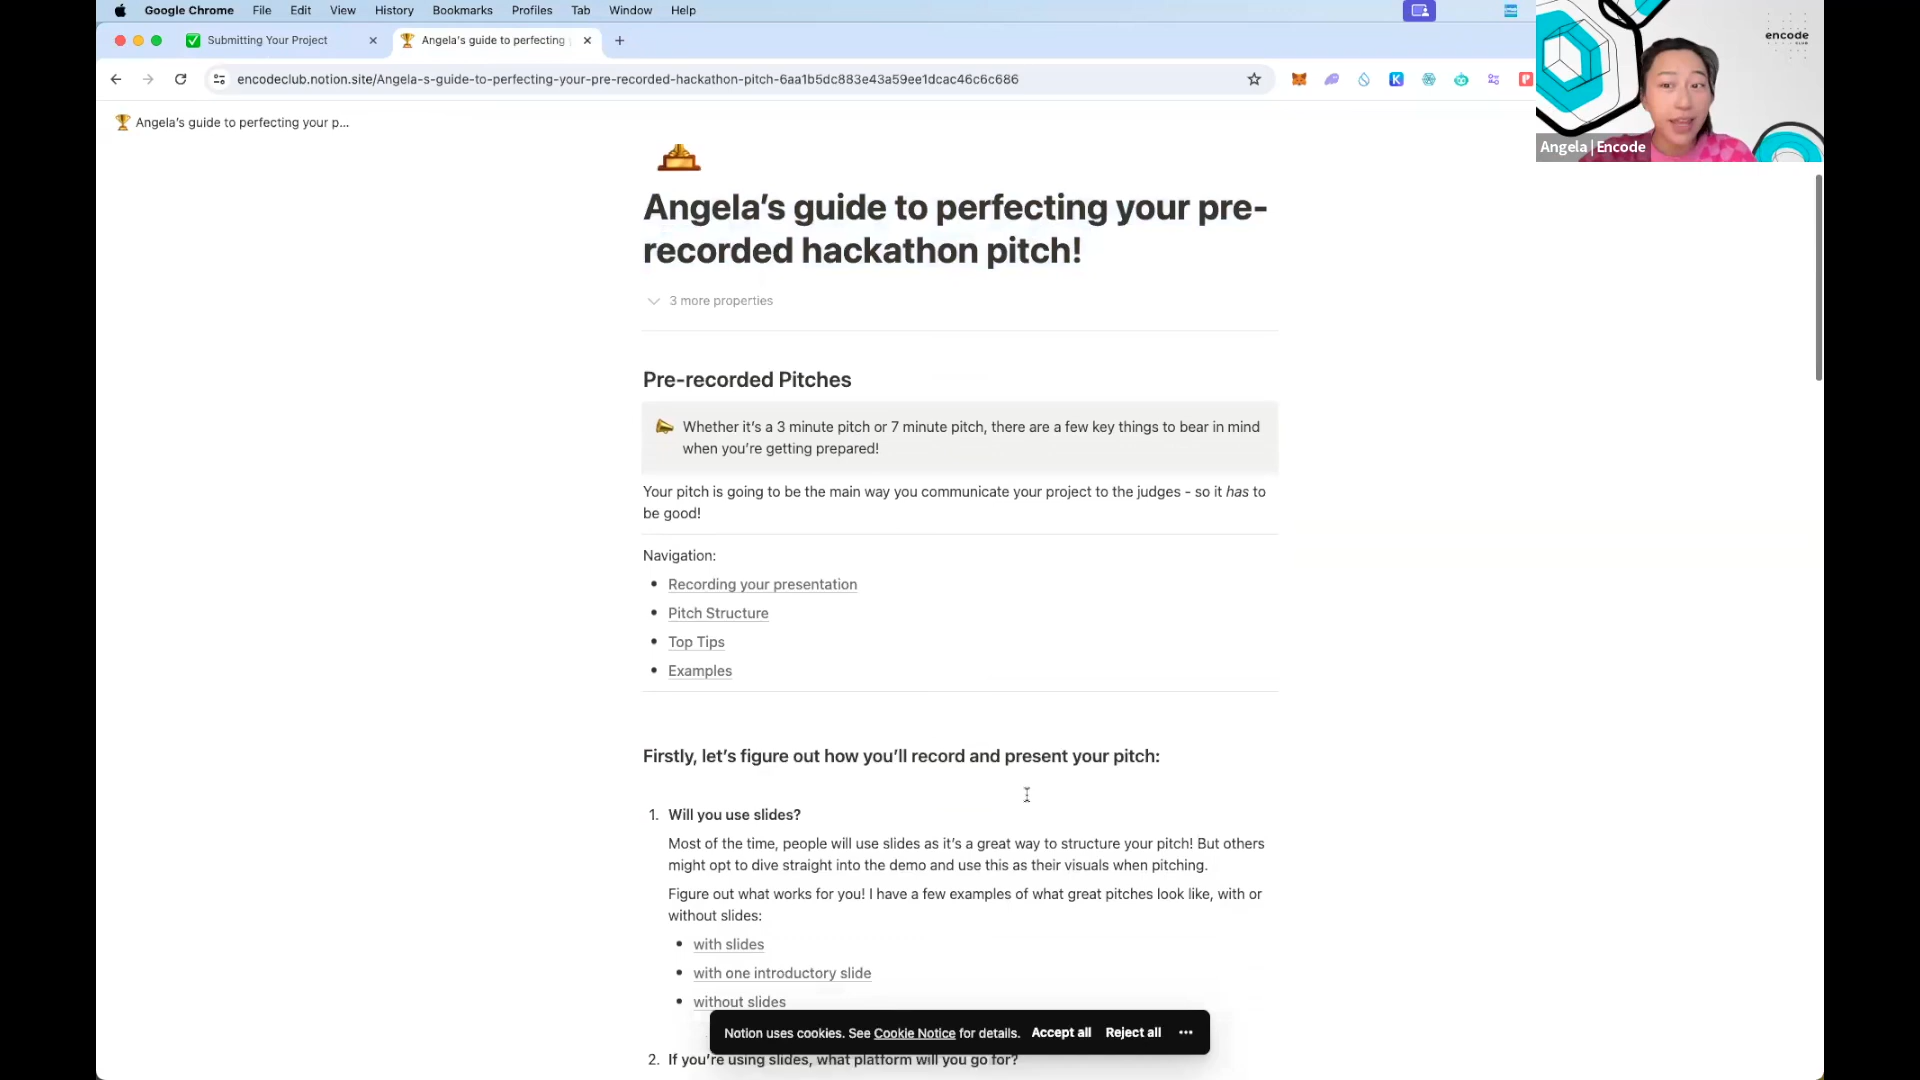 Google Chrome File Edit View History Bookmarks Profiles Tab Window Help
Submitting Your Project
Angela's guide to perfecting
encodeclub.notion.site/Angela-s-guide-to-perfecting-your-pre-recorded-hackathon-pitch-6aa1b5dc883e43a59ee1dcac46c6c686
encode
CLUB
Angela | Encode
Angela's guide to perfecting your p...
Angela's guide to perfecting your pre-
recorded hackathon pitch!
3 more properties
Pre-recorded Pitches
Whether it's a 3 minute pitch or 7 minute pitch, there are a few key things to bear in mind
when you're getting prepared!
Your pitch is going to be the main way you communicate your project to the judges - so it has to
be good!
Navigation:
• Recording your presentation
• Pitch Structure
• Top Tips
• Examples
Firstly, let's figure out how you'll record and present your pitch:
1. Will you use slides?
Most of the time, people will use slides as it's a great way to structure your pitch! But others
might opt to dive straight into the demo and use this as their visuals when pitching.
Figure out what works for you! I have a few examples of what great pitches look like, with or
without slides:
• with slides
• with one introductory slide
• without slides
Notion uses cookies. See Cookie Notice for details. Accept all Reject all
2. If you're using slides, what platform will you go for?